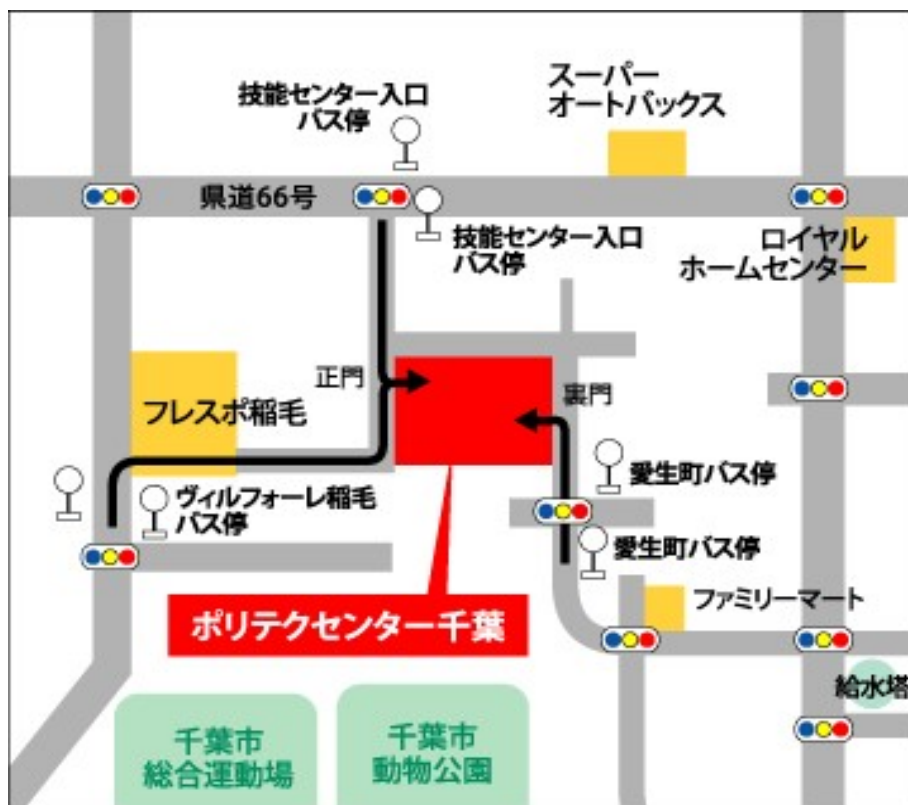 スーパー
オートバックス
技能センター入口
バス停
県道66号
技能センター入口
バス停
ロイヤル
ホームセンター
正門
裏門
フレスポ稲毛
愛生町バス停
ヴィルフォーレ稲毛
バス停
愛生町バス停
ファミリーマート
ポリテクセンター千葉
給水塔
千葉市
総合運動場
千葉市
動物公園